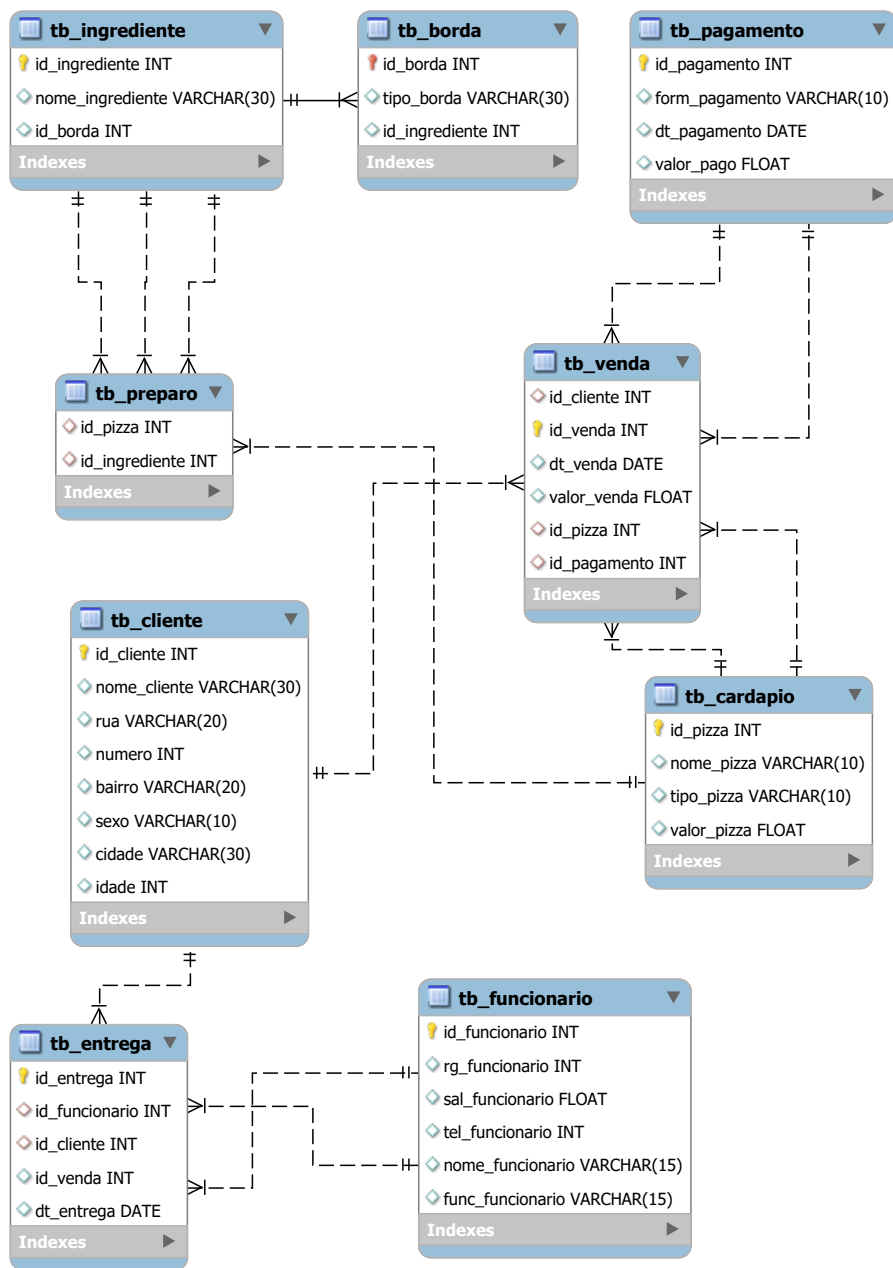 tb_ingrediente
id_ingrediente INT
nome_ingrediente VARCHAR(30)
id_borda INT
Indexes
tb_borda
id_borda INT
tipo_borda VARCHAR(30)
id_ingrediente INT
Indexes
tb_pagamento
id_pagamento INT
form_pagamento VARCHAR(10)
dt_pagamento DATE
valor_pago FLOAT
Indexes
tb_preparo
id_pizza INT
id_ingrediente INT
Indexes
tb_venda
id_cliente INT
id_venda INT
dt_venda DATE
valor_venda FLOAT
id_pizza INT
id_pagamento INT
Indexes
tb_cliente
id_cliente INT
nome_cliente VARCHAR(30)
rua VARCHAR(20)
numero INT
bairro VARCHAR(20)
sexo VARCHAR(10)
cidade VARCHAR(30)
idade INT
Indexes
tb_cardapio
id_pizza INT
nome_pizza VARCHAR(10)
tipo_pizza VARCHAR(10)
valor_pizza FLOAT
Indexes
tb_entrega
id_entrega INT
id_funcionario INT
id_cliente INT
id_venda INT
dt_entrega DATE
Indexes
tb_funcionario
id_funcionario INT
rg_funcionario INT
sal_funcionario FLOAT
tel_funcionario INT
nome_funcionario VARCHAR(15)
func_funcionario VARCHAR(15)
Indexes